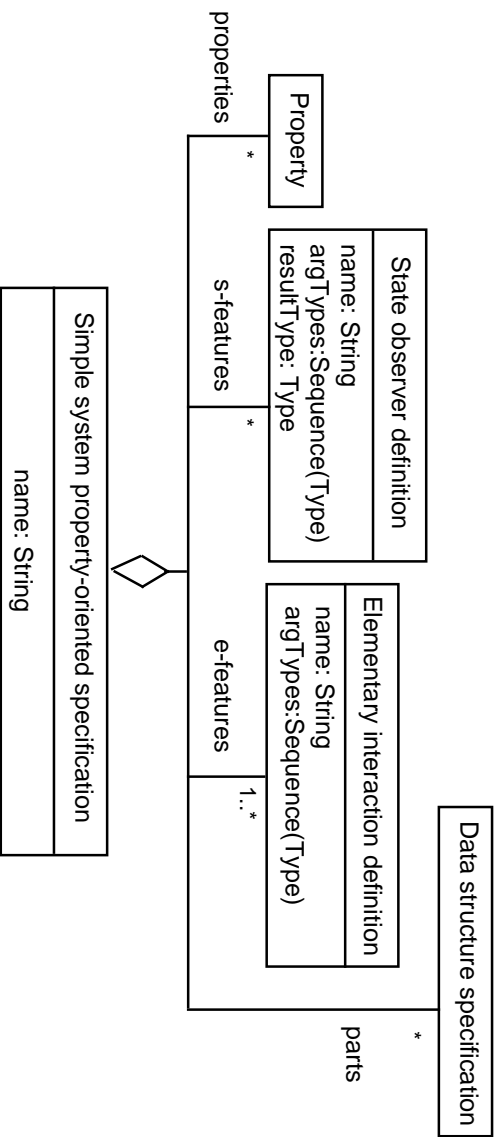 Data structure specification
*
parts
Property
*
properties
State observer definition
name: String
argTypes:Sequence(Type)
resultType: Type
*
s-features
Elementary interaction definition
name: String
argTypes:Sequence(Type)
1..*
e-features
Simple system property-oriented specification
name: String